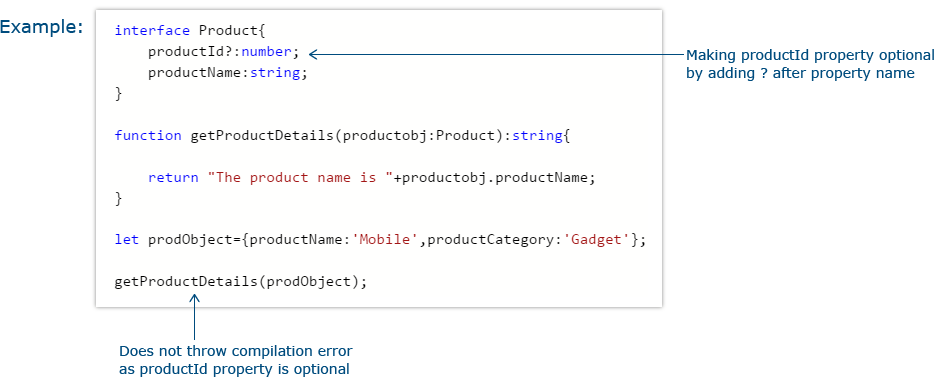 Example:
interface Product{
productId?:number;
productName:string;
}
Making productId property optional
by adding ? after property name
function getProductDetails(productobj:Product):string{
return "The product name is "+productobj.productName;
}
let prodObject={productName:'Mobile',productCategory:'Gadget'};
getProductDetails(prodObject);
Does not throw compilation error
as productId property is optional